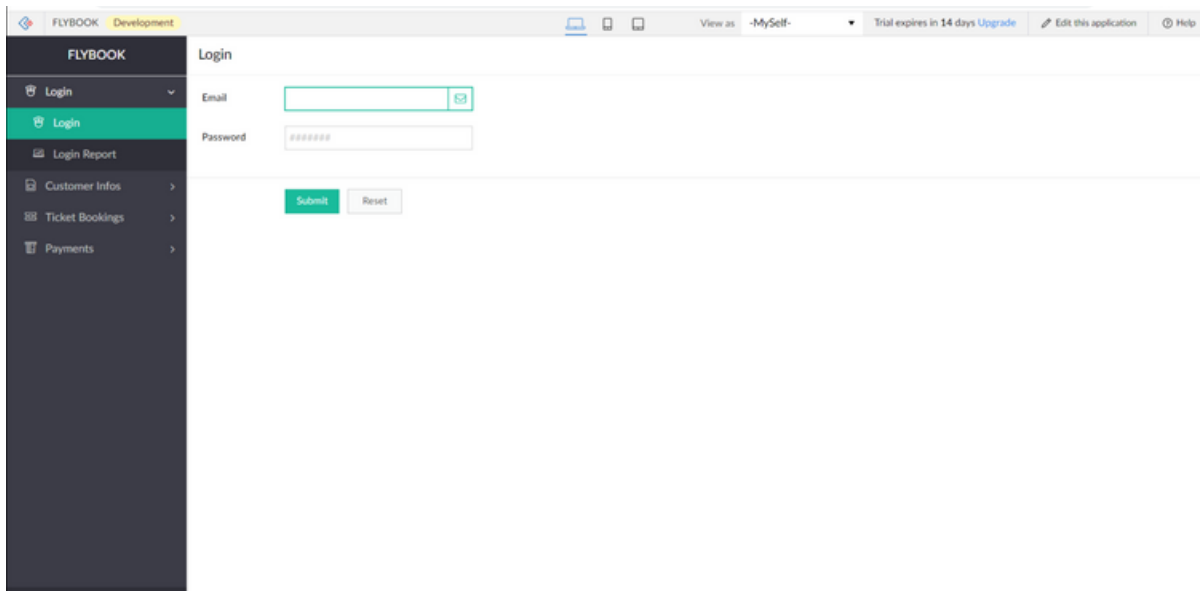 FLYBOOK Development View as -MySelf- Trial expires in 14 days Upgrade Edit this application Help
FLYBOOK
Login
Login
Login Report
Customer Infos
Ticket Bookings
Payments
Login
Email
Password #######
Submit Reset